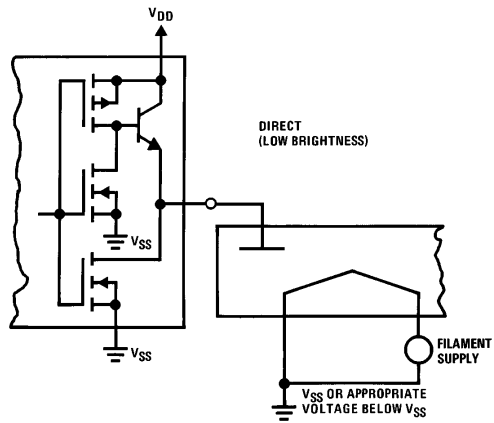 VDD
DIRECT
(LOW BRIGHTNESS)
VSS
VSS
FILAMENT
SUPPLY
VSS OR APPROPRIATE
VOLTAGE BELOW VSS